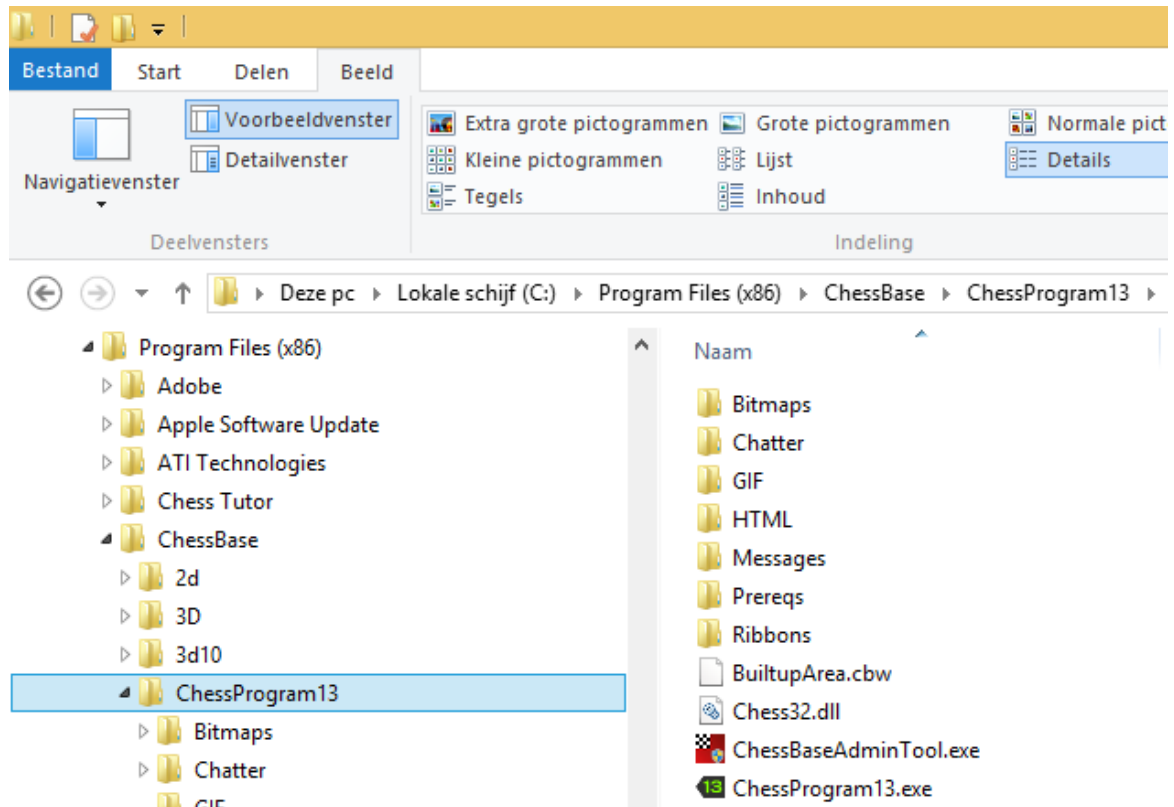 Bestand Start Delen Beeld
Voorbeeldvenster
Detailvenster
Navigatievenster
Deelvensters
Extra grote pictogrammen Grote pictogrammen Normale pict
Kleine pictogrammen Lijst Details
Tegels Inhoud
Indeling
Deze pc Lokale schijf (C:) Program Files (x86) ChessBase ChessProgram13
Program Files (x86)
Adobe
Apple Software Update
ATI Technologies
Chess Tutor
ChessBase
2d
3D
3d10
ChessProgram13
Bitmaps
Chatter
GIF
Naam
Bitmaps
Chatter
GIF
HTML
Messages
Prereqs
Ribbons
BuiltupArea.cbw
Chess32.dll
ChessBaseAdminTool.exe
13 ChessProgram13.exe